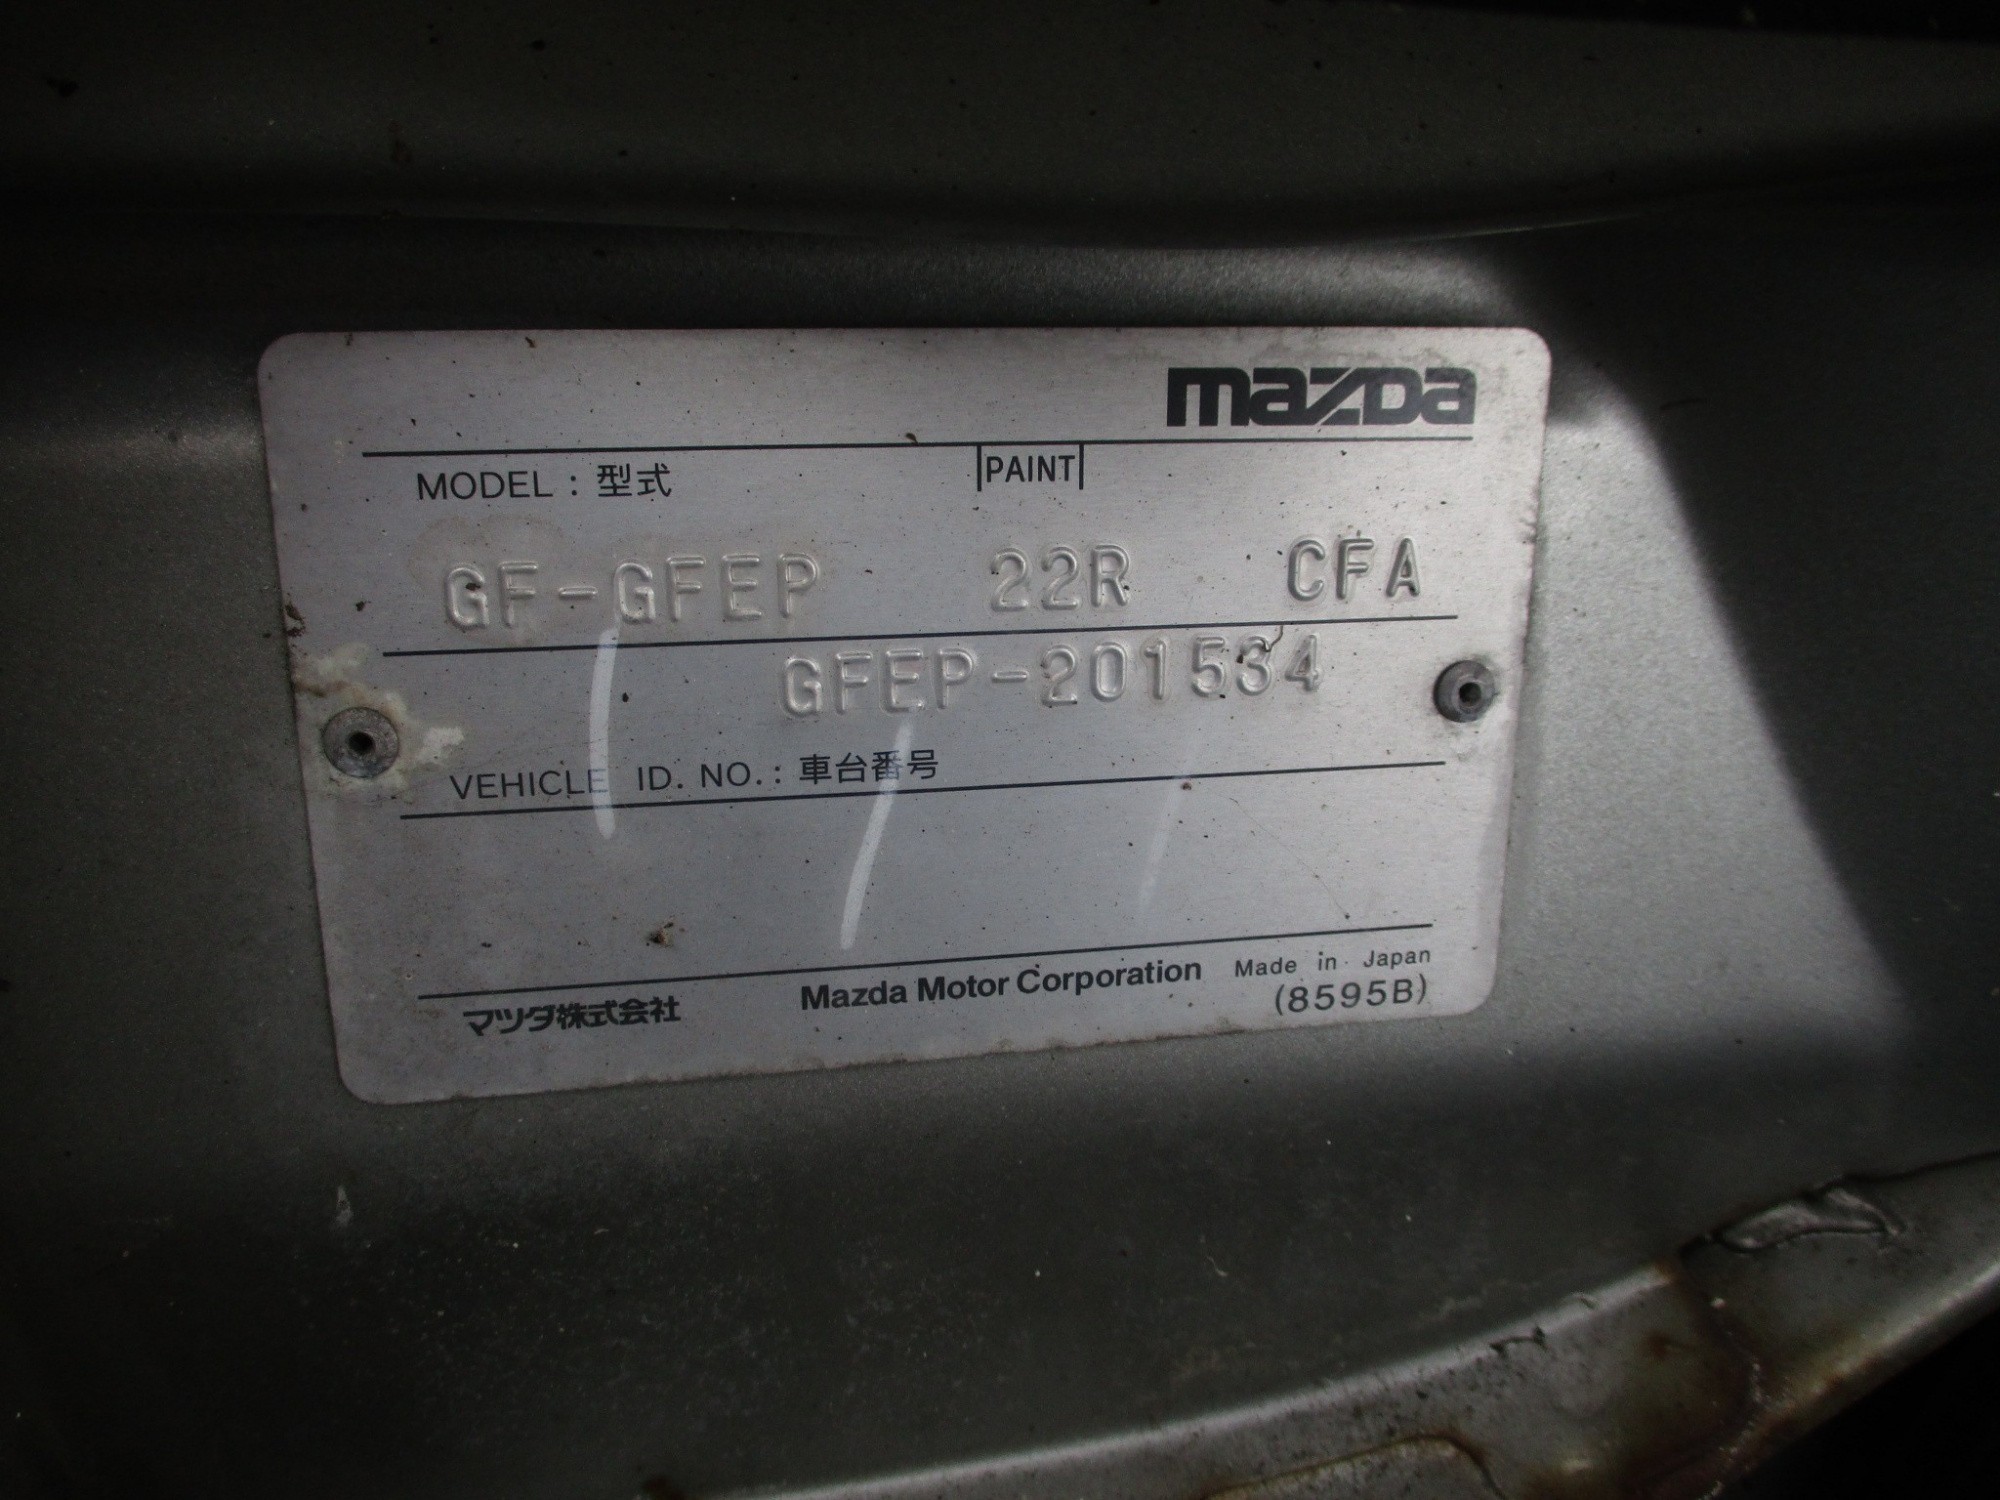 mazda
MODEL : 型式 PAINT
GF-GFEP 22R CFA
GFEP-201534
VEHICLE ID. NO. : 車台番号
マツダ株式会社 Mazda Motor Corporation Made in Japan
(8595B)